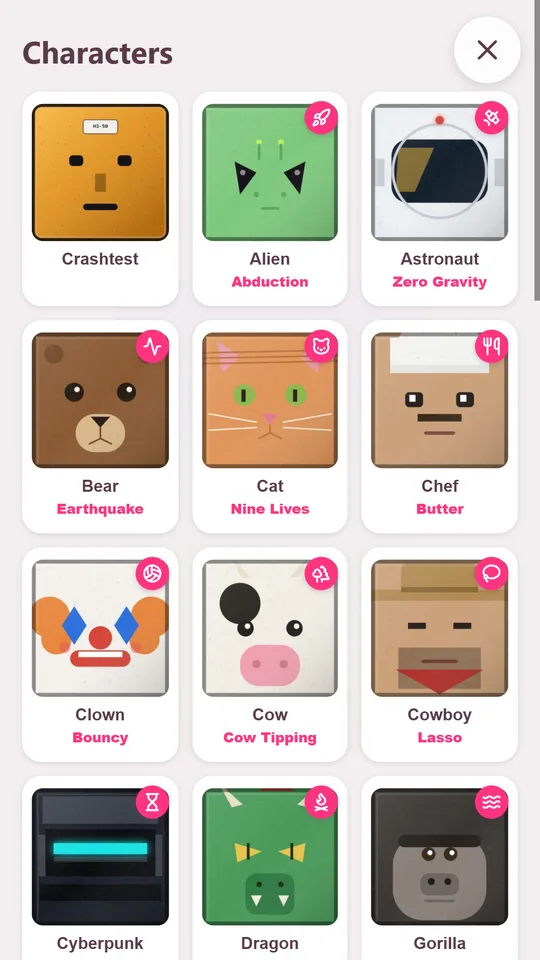 Characters
HS-50
Crashtest
Alien
Abduction
Astronaut
Zero Gravity
Bear
Earthquake
Cat
Nine Lives
Chef
Butter
Clown
Bouncy
Cow
Cow Tipping
Cowboy
Lasso
Cyberpunk
Dragon
Gorilla